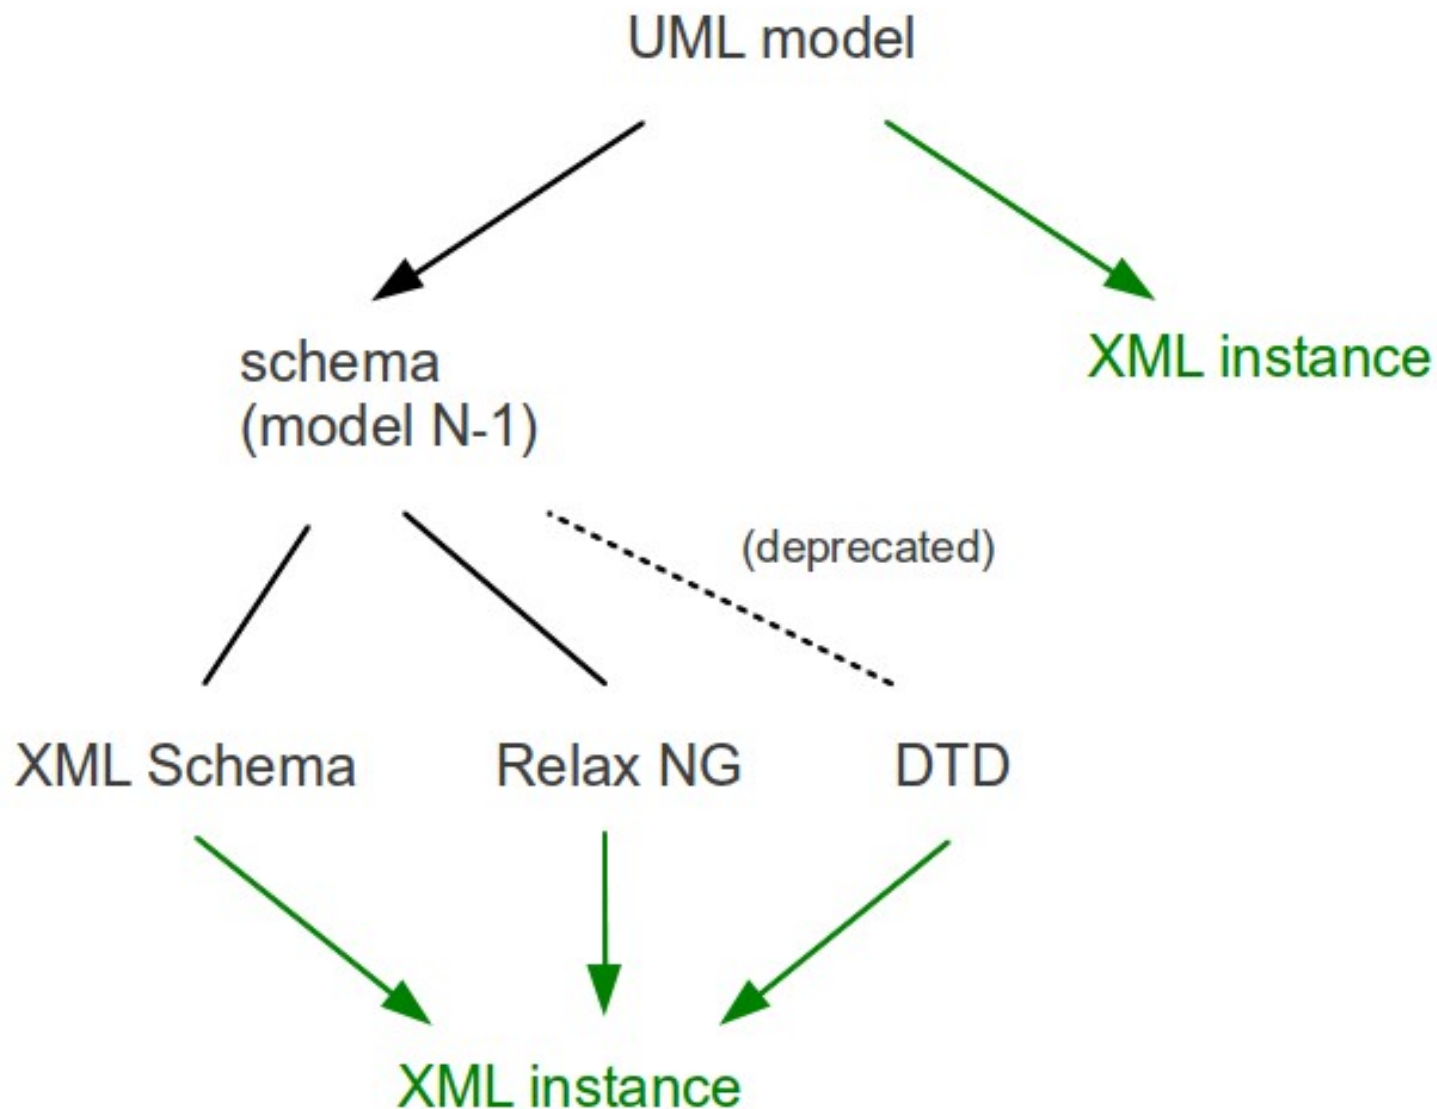 UML model
XML instance
schema
(model N-1)
(deprecated)
XML Schema
Relax NG
DTD
XML instance